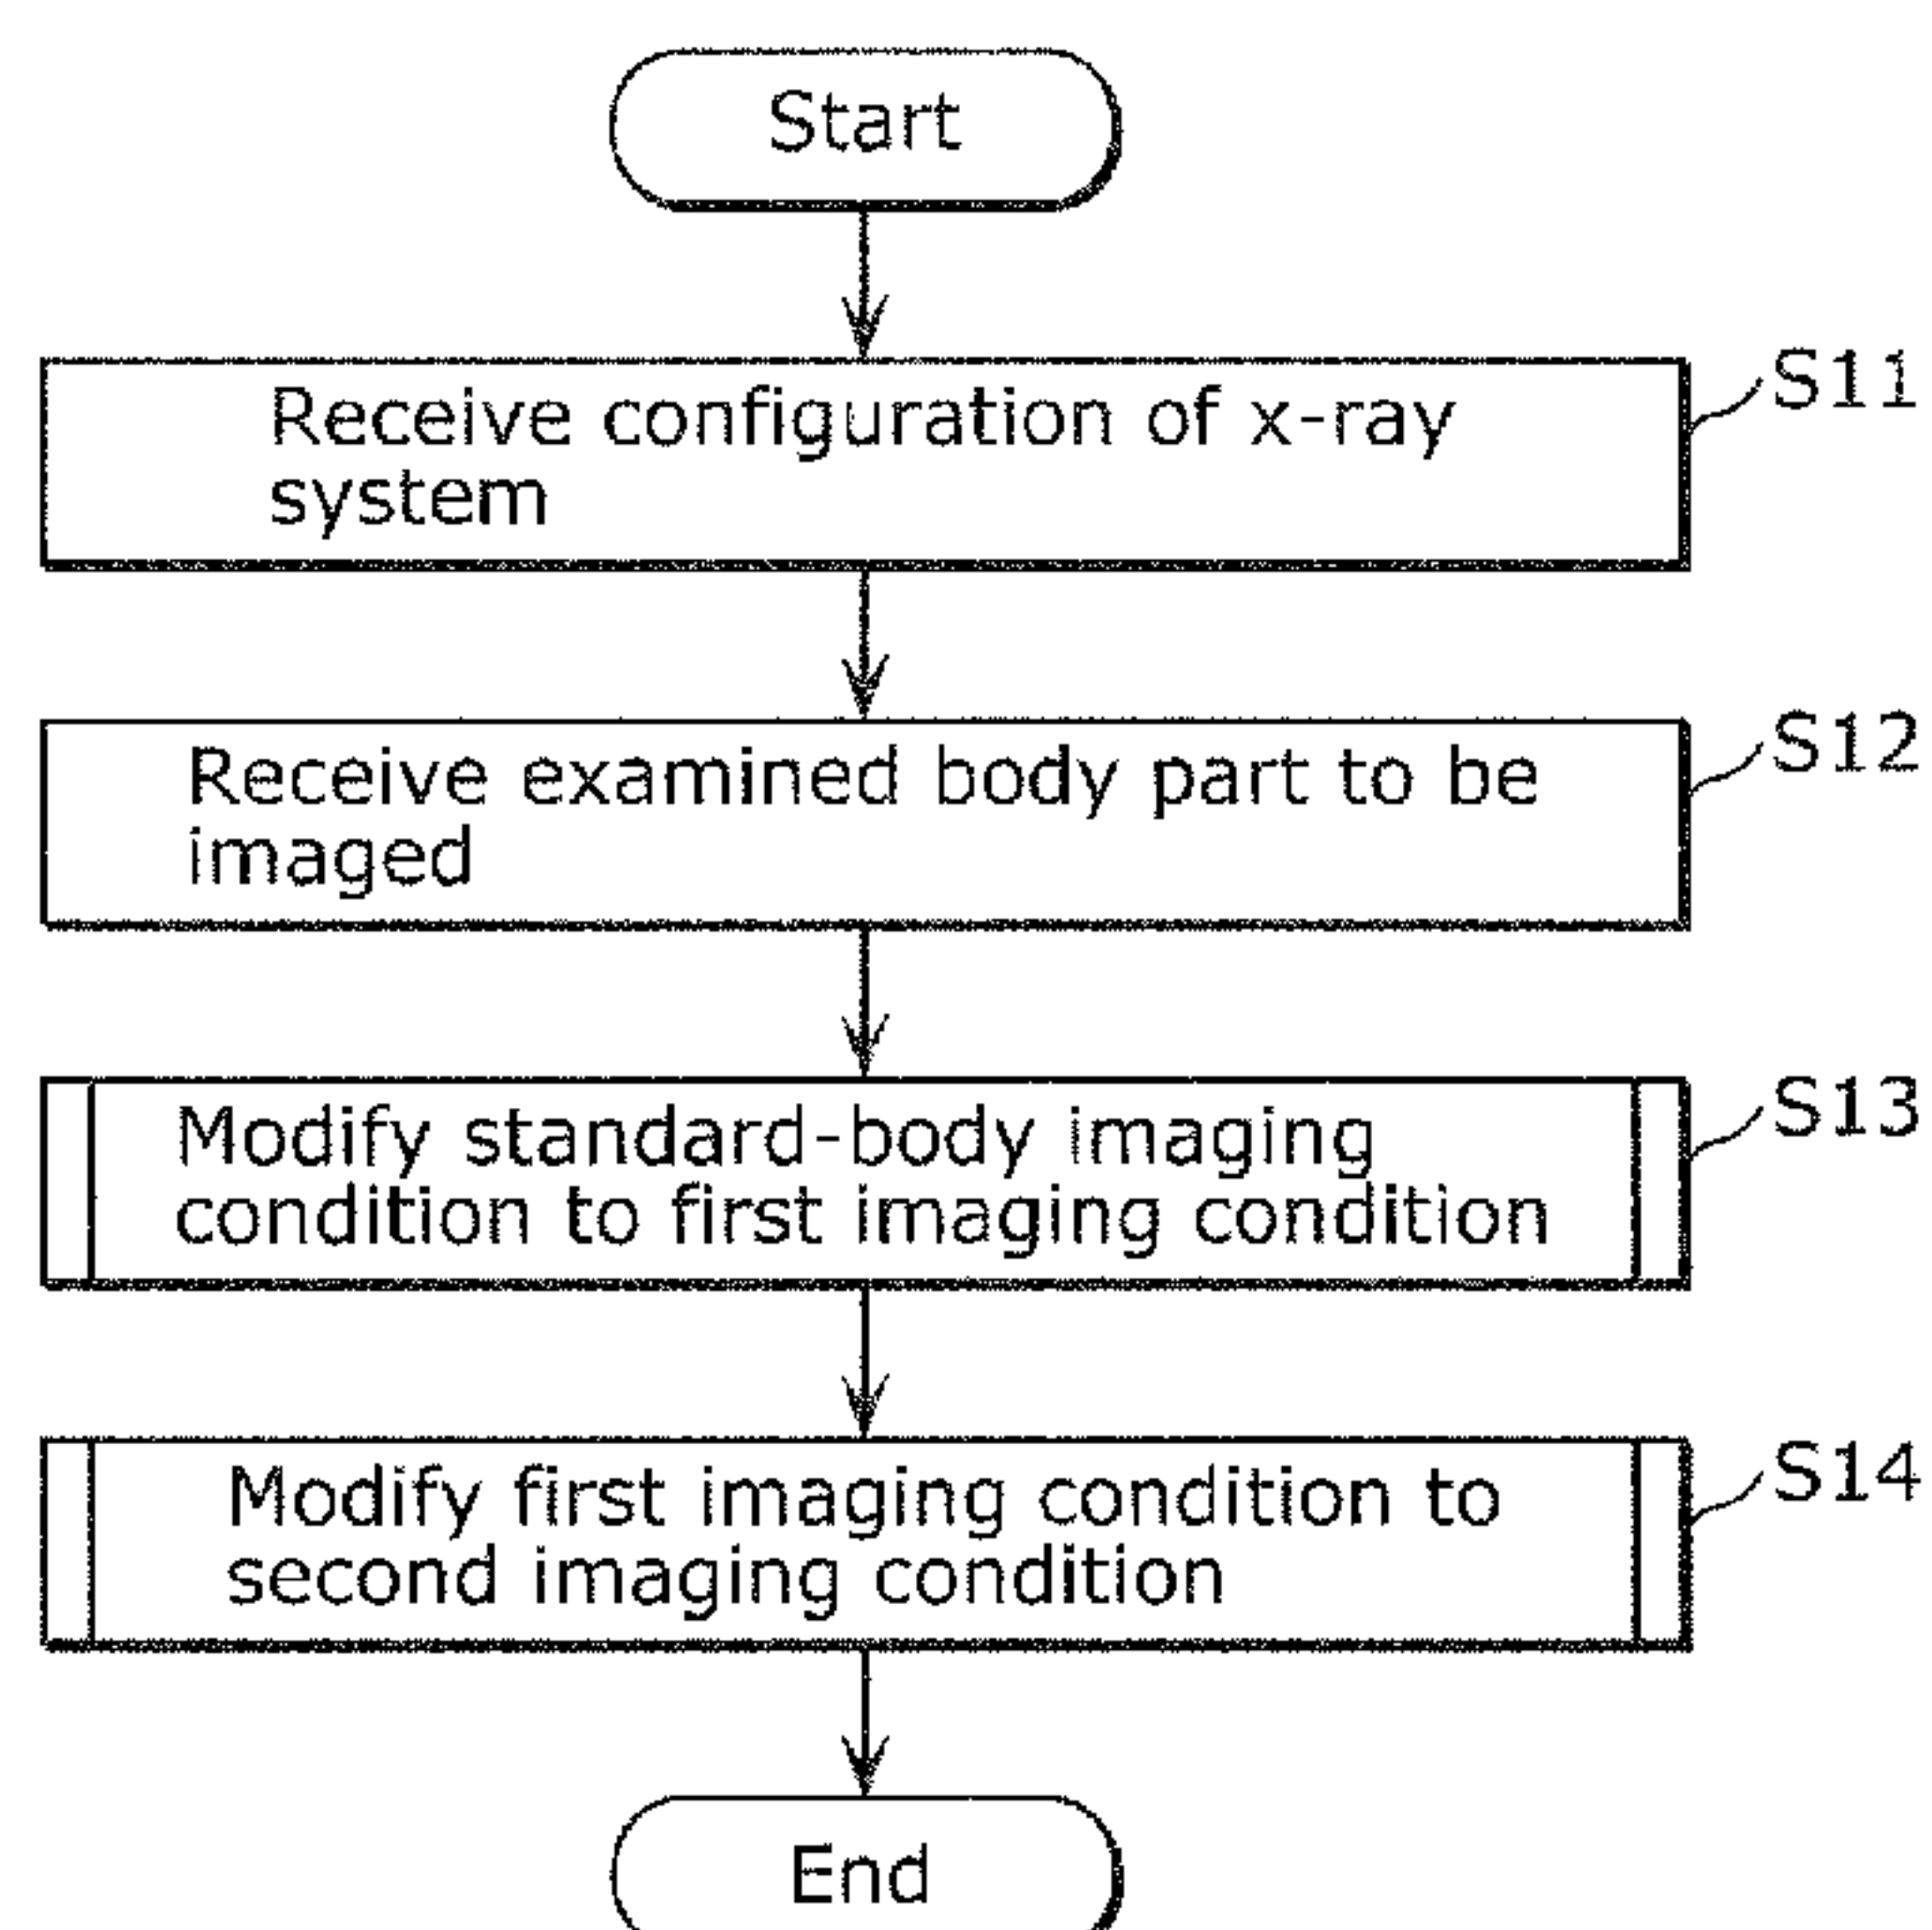 Start
Receive configuration of x-ray
system
S11
Receive examined body part to be
imaged
S12
Modify standard-body imaging
condition to first imaging condition
S13
Modify first imaging condition to
second imaging condition
S14
End